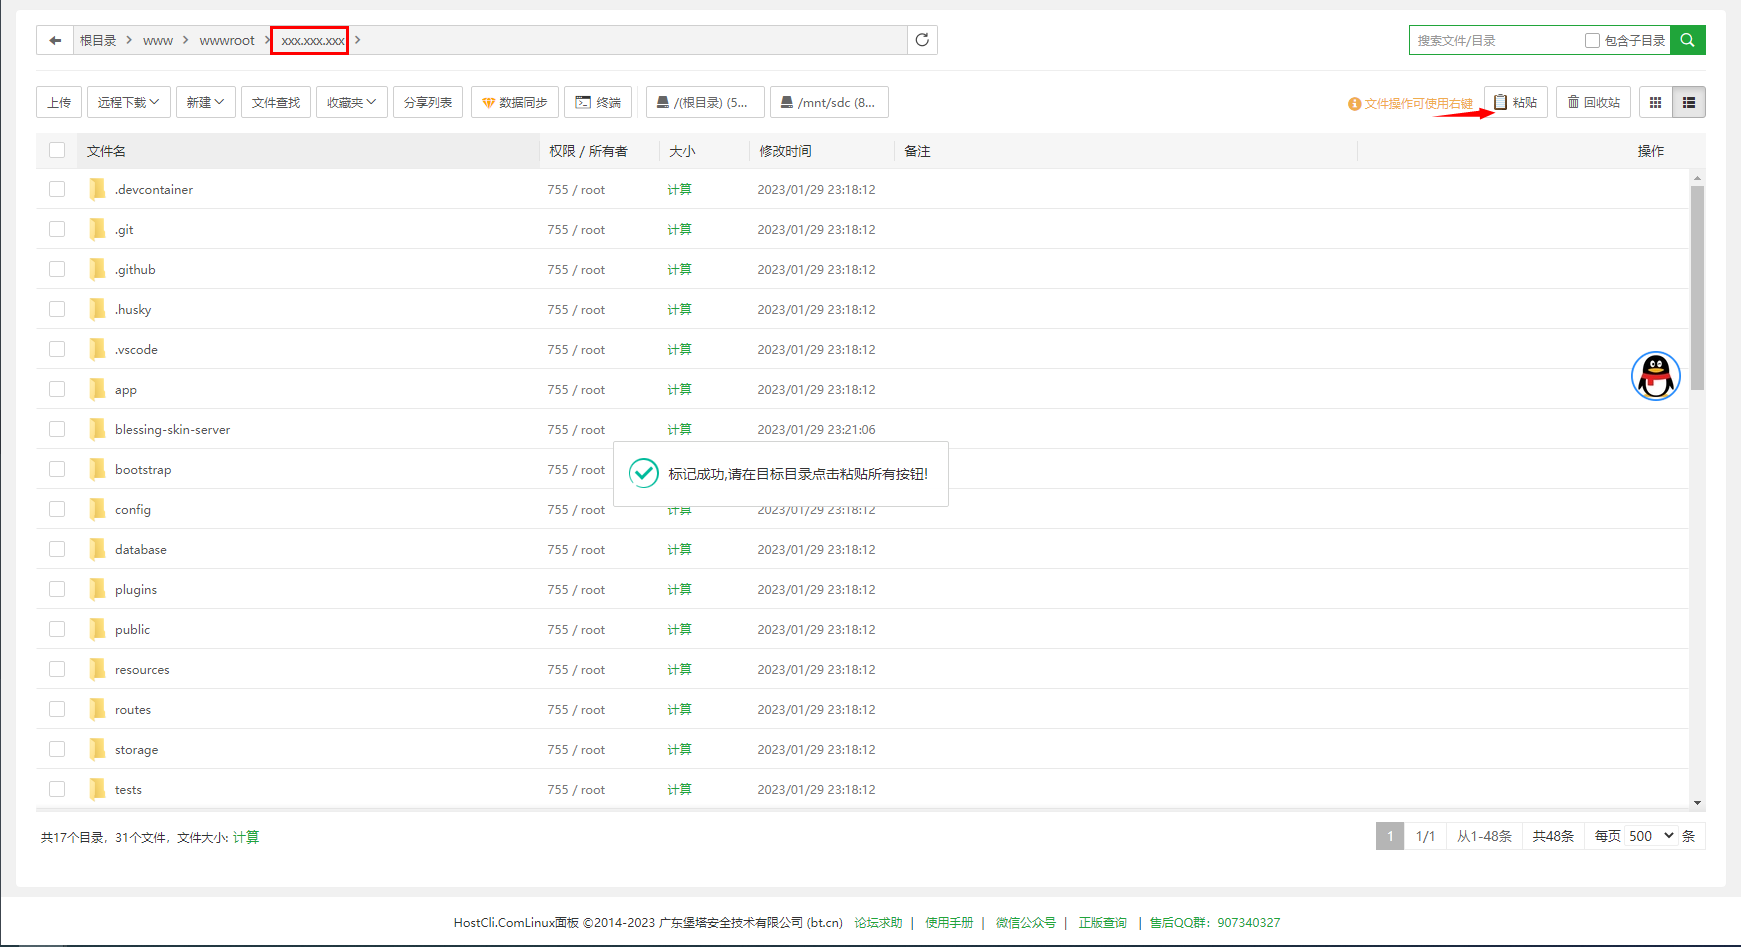 根目录 www wwwroot xxx.xxx.xxx
搜索文件/目录 包含子目录
上传 远程下载 新建 文件查找 收藏夹 分享列表 数据同步 终端 /(根目录) (5... /mnt/sdc (8... 文件操作可使用右键 粘贴 回收站
文件名 权限 / 所有者 大小 修改时间 备注 操作
.devcontainer 755 / root 计算 2023/01/29 23:18:12
.git 755 / root 计算 2023/01/29 23:18:12
.github 755 / root 计算 2023/01/29 23:18:12
.husky 755 / root 计算 2023/01/29 23:18:12
.vscode 755 / root 计算 2023/01/29 23:18:12
app 755 / root 计算 2023/01/29 23:18:12
blessing-skin-server 755 / root 计算 2023/01/29 23:21:06
bootstrap 755 / root
标记成功,请在目标目录点击粘贴所有按钮!
config 755 / root 计算 2023/01/29 23:18:12
database 755 / root 计算 2023/01/29 23:18:12
plugins 755 / root 计算 2023/01/29 23:18:12
public 755 / root 计算 2023/01/29 23:18:12
resources 755 / root 计算 2023/01/29 23:18:12
routes 755 / root 计算 2023/01/29 23:18:12
storage 755 / root 计算 2023/01/29 23:18:12
tests 755 / root 计算 2023/01/29 23:18:12
共17个目录，31个文件，文件大小: 计算
1 1/1 从1-48条 共48条 每页 500 条
HostCli.ComLinux面板 ©2014-2023 广东堡塔安全技术有限公司 (bt.cn) 论坛求助 | 使用手册 | 微信公众号 | 正版查询 | 售后QQ群：907340327